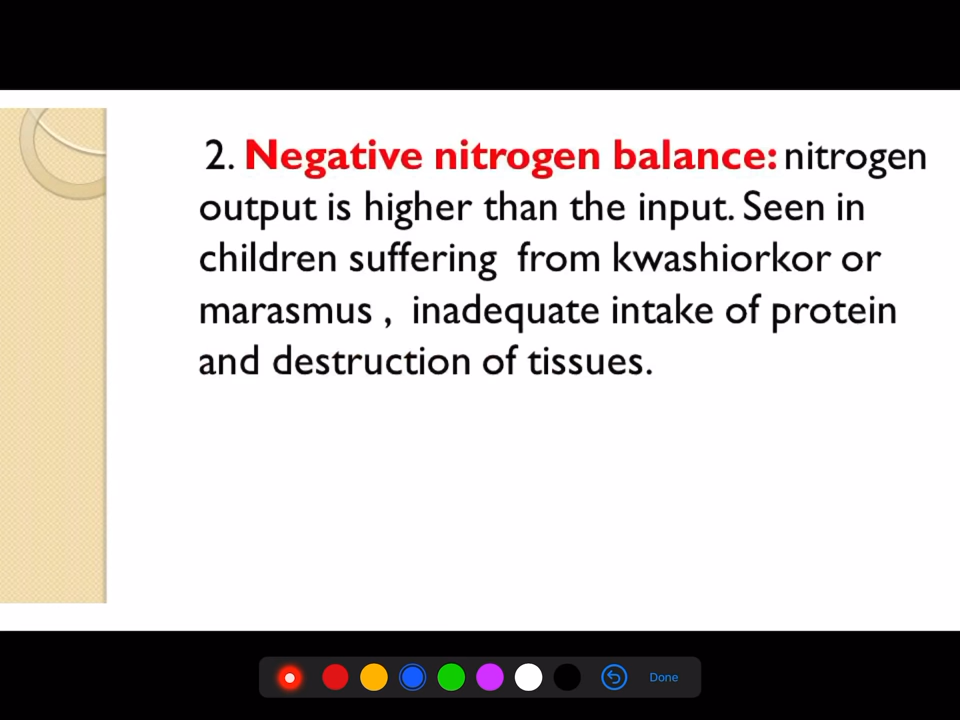 2. Negative nitrogen balance: nitrogen
output is higher than the input. Seen in
children suffering from kwashiorkor or
marasmus , inadequate intake of protein
and destruction of tissues.
Done